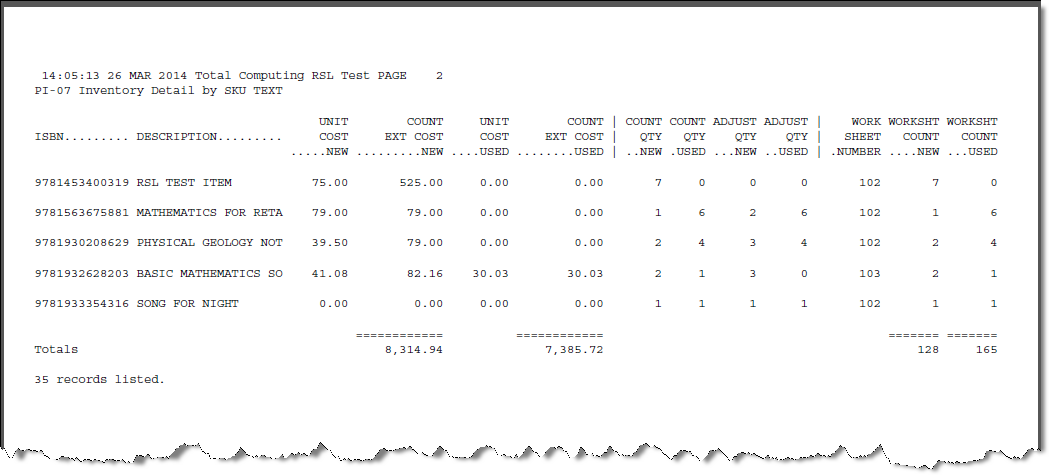 14:05:13 26 MAR 2014 Total Computing RSL Test PAGE    2
PI-07 Inventory Detail by SKU TEXT
                                       UNIT        COUNT     UNIT        COUNT | COUNT COUNT ADJUST ADJUST |    WORK WORKSHT WORKSHT
ISBN......... DESCRIPTION.........     COST     EXT COST     COST     EXT COST |   QTY   QTY    QTY    QTY |   SHEET   COUNT   COUNT
                                   .....NEW .........NEW ....USED ........USED | ..NEW .USED ...NEW ..USED | .NUMBER ....NEW ...USED
9781453400319 RSL TEST ITEM           75.00       525.00     0.00         0.00       7     0      0      0       102       7       0
9781563675881 MATHEMATICS FOR RETA    79.00        79.00     0.00         0.00       1     6      2      6       102       1       6
9781930208629 PHYSICAL GEOLOGY NOT    39.50        79.00     0.00         0.00       2     4      3      4       102       2       4
9781932628203 BASIC MATHEMATICS SO    41.08        82.16    30.03        30.03       2     1      3      0       103       2       1
9781933354316 SONG FOR NIGHT           0.00         0.00     0.00         0.00       1     1      1      1       102       1       1
                                            ============          ============                                         ======= =======
Totals                                          8,314.94              7,385.72                                             128     165
35 records listed.